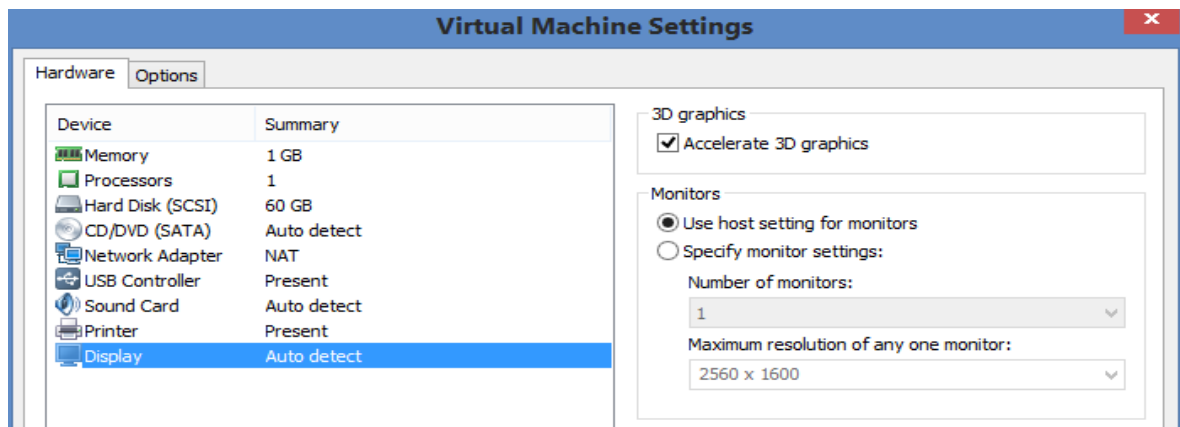 Virtual Machine Settings
x
Hardware Options
Device Summary
Memory 1 GB
Processors 1
Hard Disk (SCSI) 60 GB
CD/DVD (SATA) Auto detect
Network Adapter NAT
USB Controller Present
Sound Card Auto detect
Printer Present
Display Auto detect
3D graphics
Accelerate 3D graphics
Monitors
Use host setting for monitors
Specify monitor settings:
Number of monitors:
1
Maximum resolution of any one monitor:
2560 x 1600